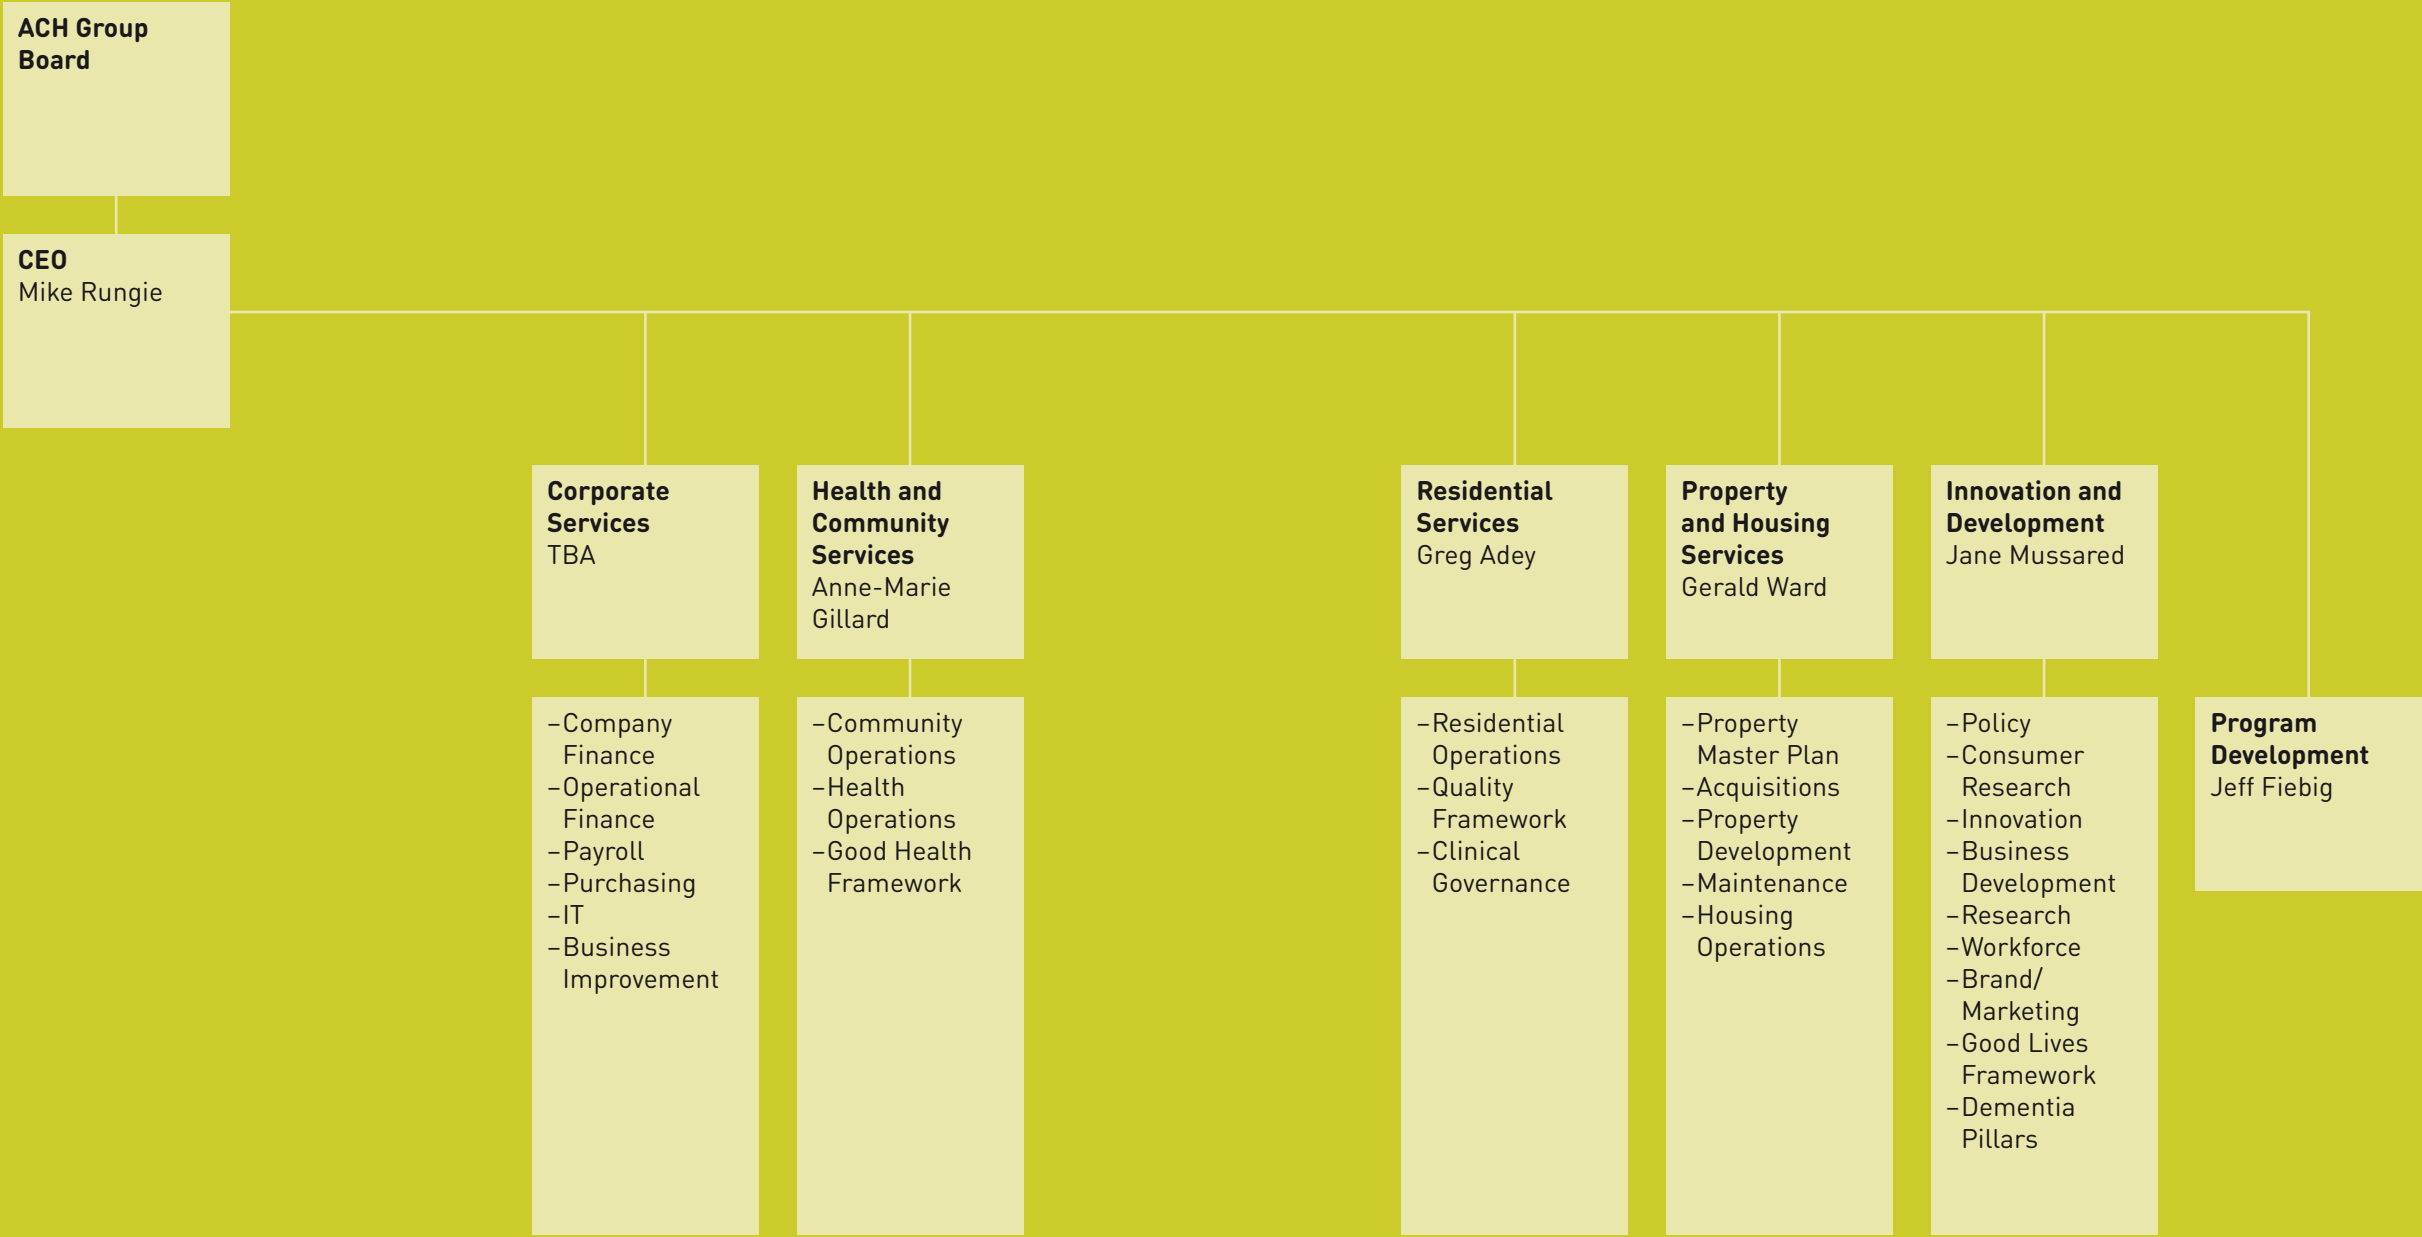 ACH Group
Board
CEO
Mike Rungie
Corporate
Services
TBA
Health and
Community
Services
Anne-Marie
Gillard
Residential
Services
Greg Adey
Property
and Housing
Services
Gerald Ward
Innovation and
Development
Jane Mussared
–Company
Finance
–Operational
Finance
–Payroll
–Purchasing
–IT
–Business
Improvement
–Community
Operations
–Health
Operations
–Good Health
Framework
–Residential
Operations
–Quality
Framework
–Clinical
Governance
–Property
Master Plan
–Acquisitions
–Property
Development
–Maintenance
–Housing
Operations
–Policy
–Consumer
Research
–Innovation
–Business
Development
–Research
–Workforce
–Brand/
Marketing
–Good Lives
Framework
–Dementia
Pillars
Program
Development
Jeff Fiebig